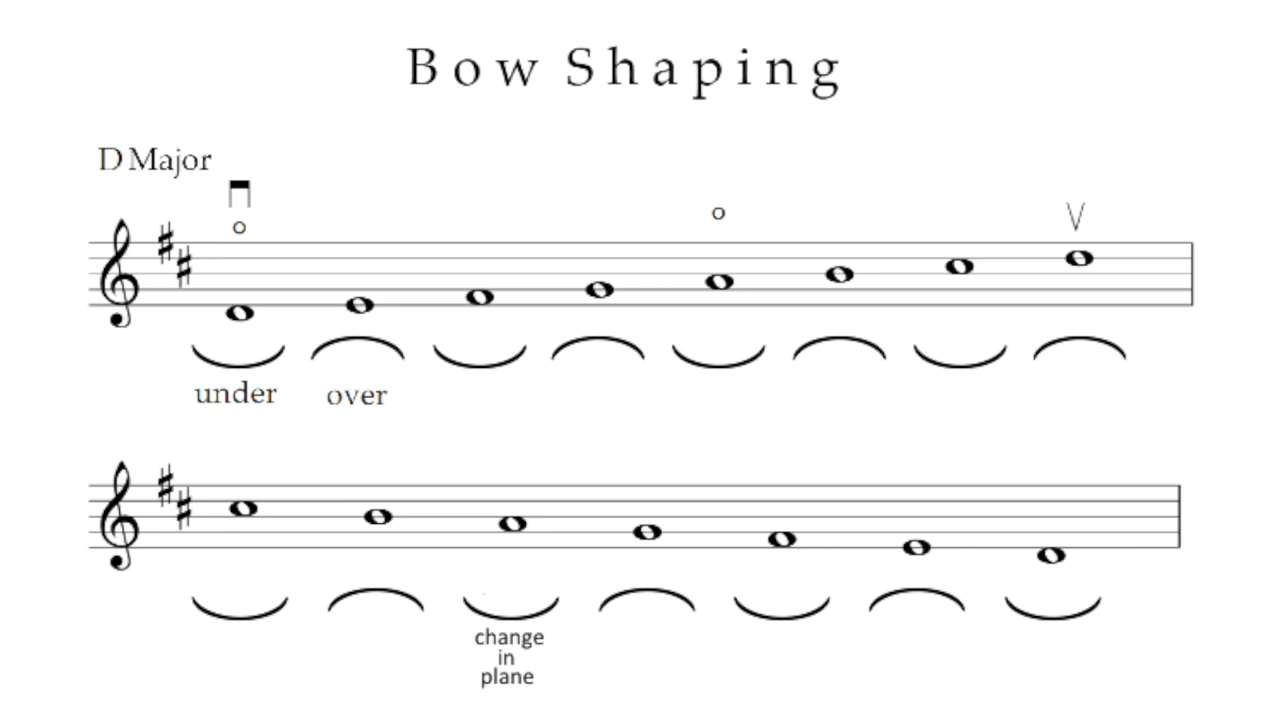 Bow Shaping
D Major
under over
change
in
plane